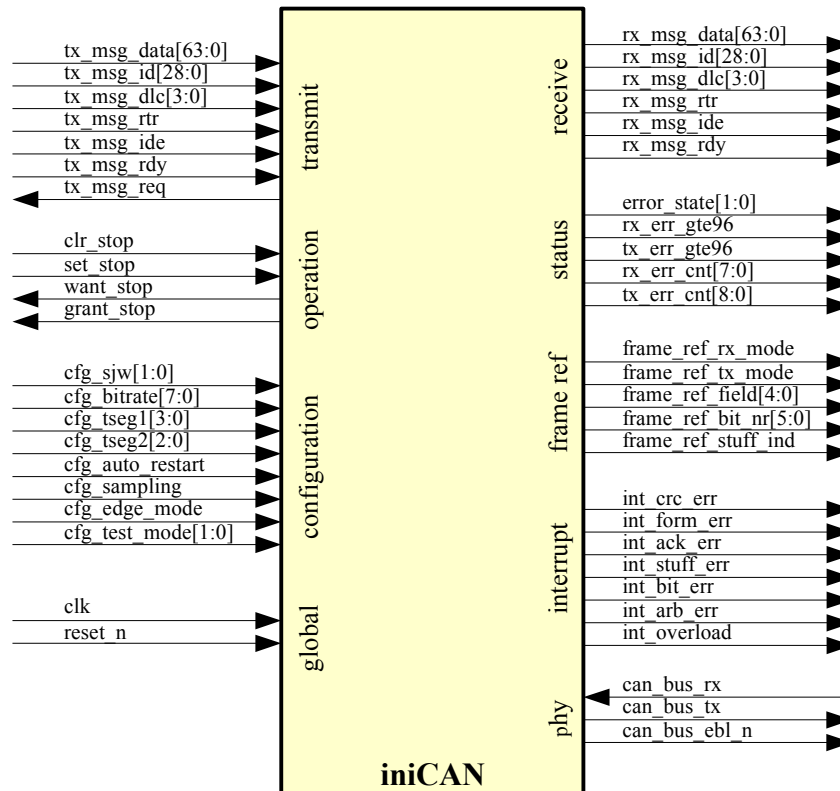 tx_msg_data[63:0]
tx_msg_id[28:0]
tx_msg_dlc[3:0]
tx_msg_rtr
tx_msg_ide
tx_msg_rdy
tx_msg_req
transmit
clr_stop
set_stop
want_stop
grant_stop
operation
cfg_sjw[1:0]
cfg_bitrate[7:0]
cfg_tseg1[3:0]
cfg_tseg2[2:0]
cfg_auto_restart
cfg_sampling
cfg_edge_mode
cfg_test_mode[1:0]
configuration
clk
reset_n
global
receive
rx_msg_data[63:0]
rx_msg_id[28:0]
rx_msg_dlc[3:0]
rx_msg_rtr
rx_msg_ide
rx_msg_rdy
status
error_state[1:0]
rx_err_gte96
tx_err_gte96
rx_err_cnt[7:0]
tx_err_cnt[8:0]
frame ref
frame_ref_rx_mode
frame_ref_tx_mode
frame_ref_field[4:0]
frame_ref_bit_nr[5:0]
frame_ref_stuff_ind
interrupt
int_crc_err
int_form_err
int_ack_err
int_stuff_err
int_bit_err
int_arb_err
int_overload
phy
can_bus_rx
can_bus_tx
can_bus_ebl_n
iniCAN